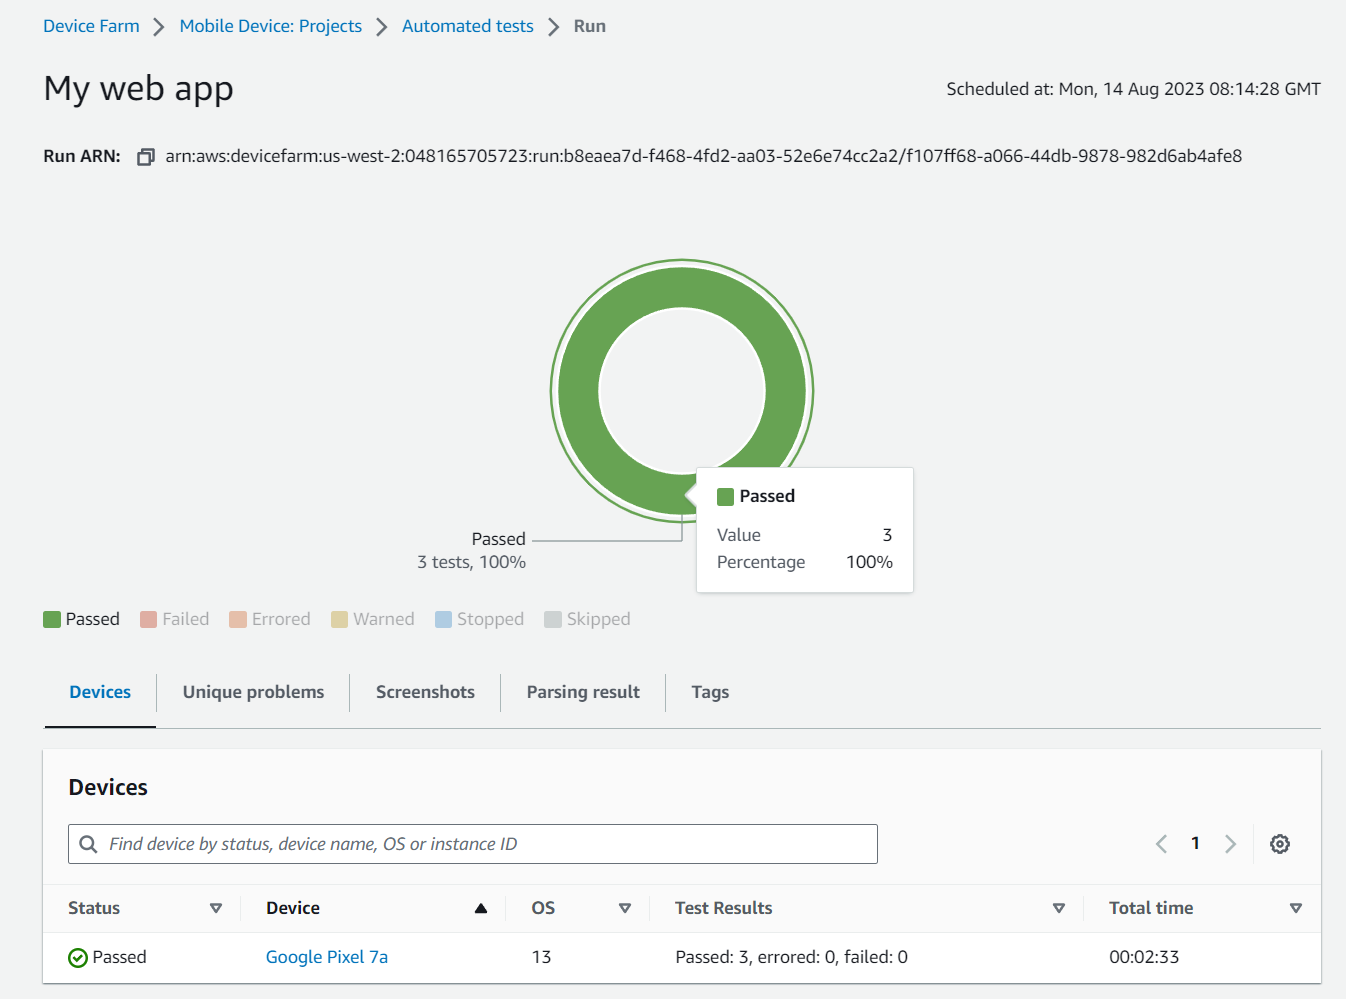 Device Farm > Mobile Device: Projects > Automated tests > Run
My web app
Scheduled at: Mon, 14 Aug 2023 08:14:28 GMT
Run ARN: arn:aws:devicefarm:us-west-2:048165705723:run:b8eaea7d-f468-4fd2-aa03-52e6e74cc2a2/f107ff68-a066-44db-9878-982d6ab4afe8
Passed
Value 3
Percentage 100%
Passed
3 tests, 100%
Passed Failed Errored Warned Stopped Skipped
Devices Unique problems Screenshots Parsing result Tags
Devices
Find device by status, device name, OS or instance ID
1
Status Device OS Test Results Total time
Passed Google Pixel 7a 13 Passed: 3, errored: 0, failed: 0 00:02:33